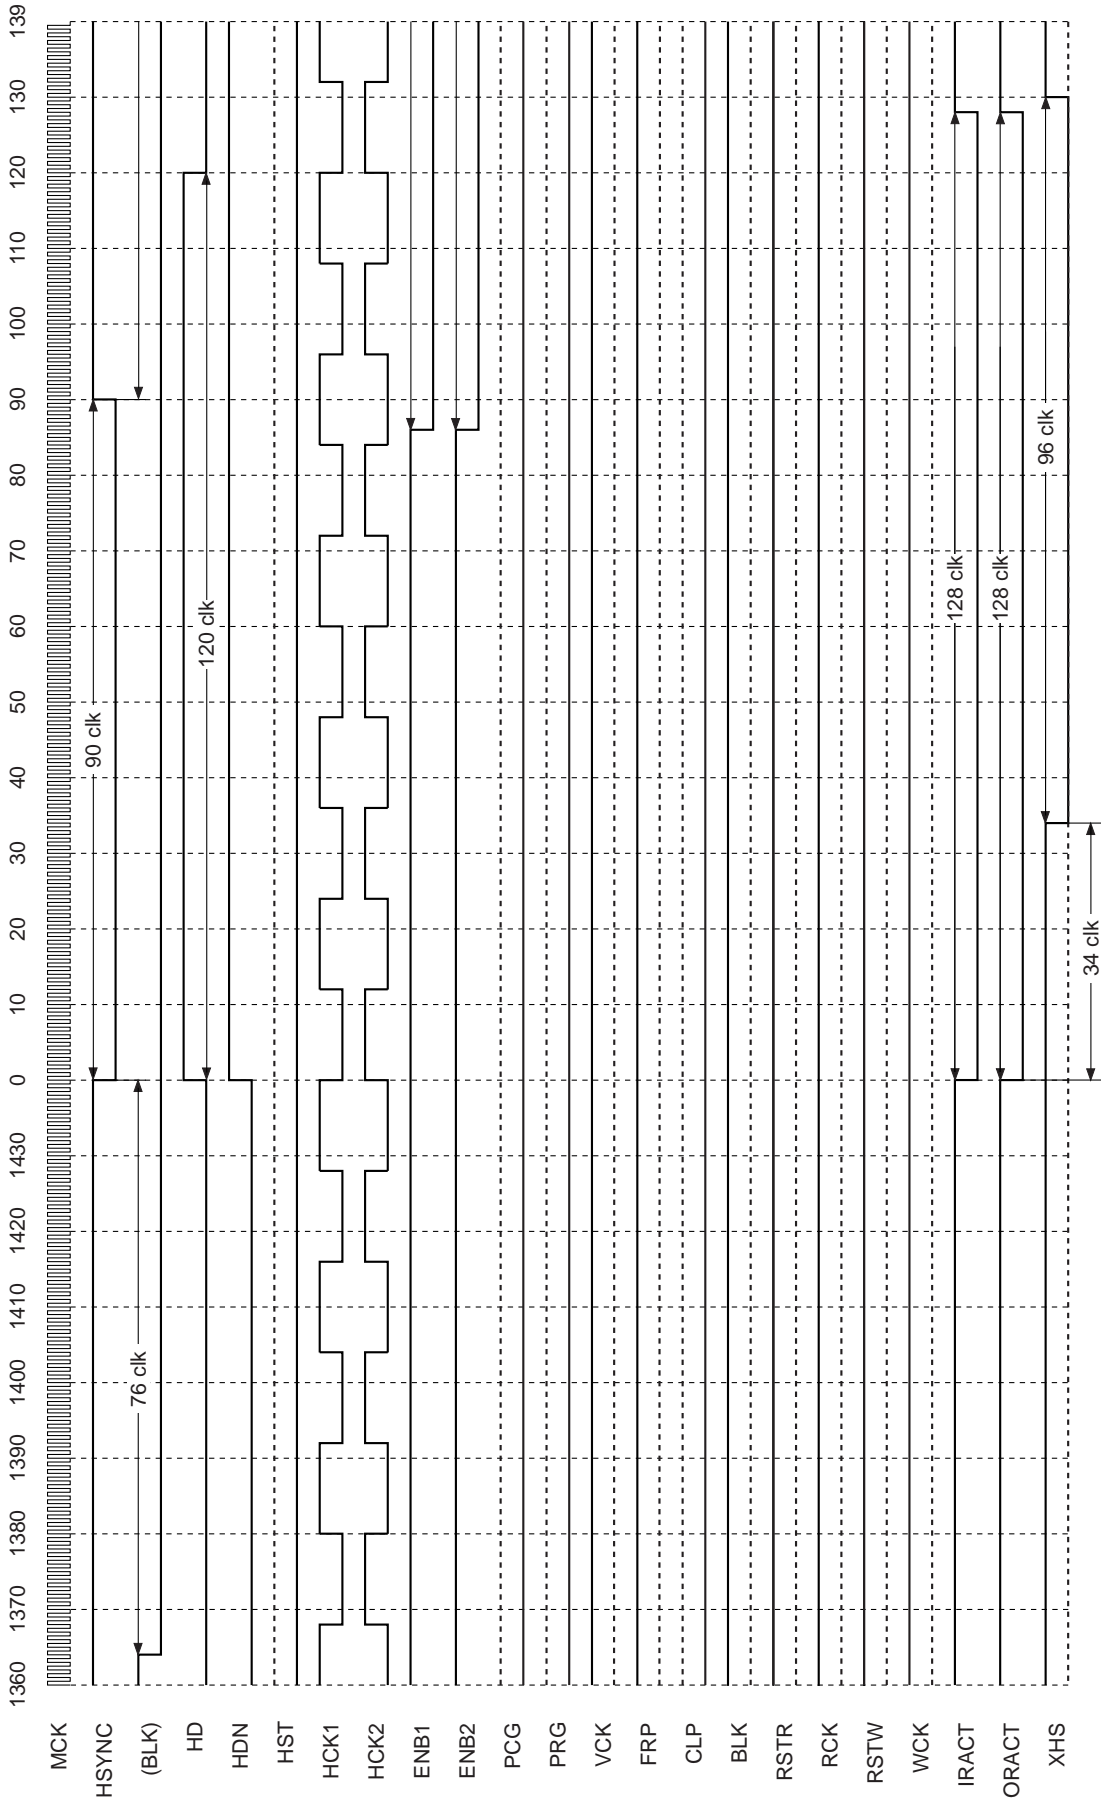 MCK
HSYNC
(BLK)
HD
HDN
HST
HCK1
HCK2
ENB1
ENB2
PCG
PRG
VCK
FRP
CLP
BLK
RSTR
RCK
RSTW
WCK
IRACT
ORACT
XHS
1360 1370 1380 1390 1400 1410 1420 1430 0 10 20 30 40 50 60 70 80 90 100 110 120 130 139
90 clk
76 clk
120 clk
128 clk
128 clk
96 clk
34 clk